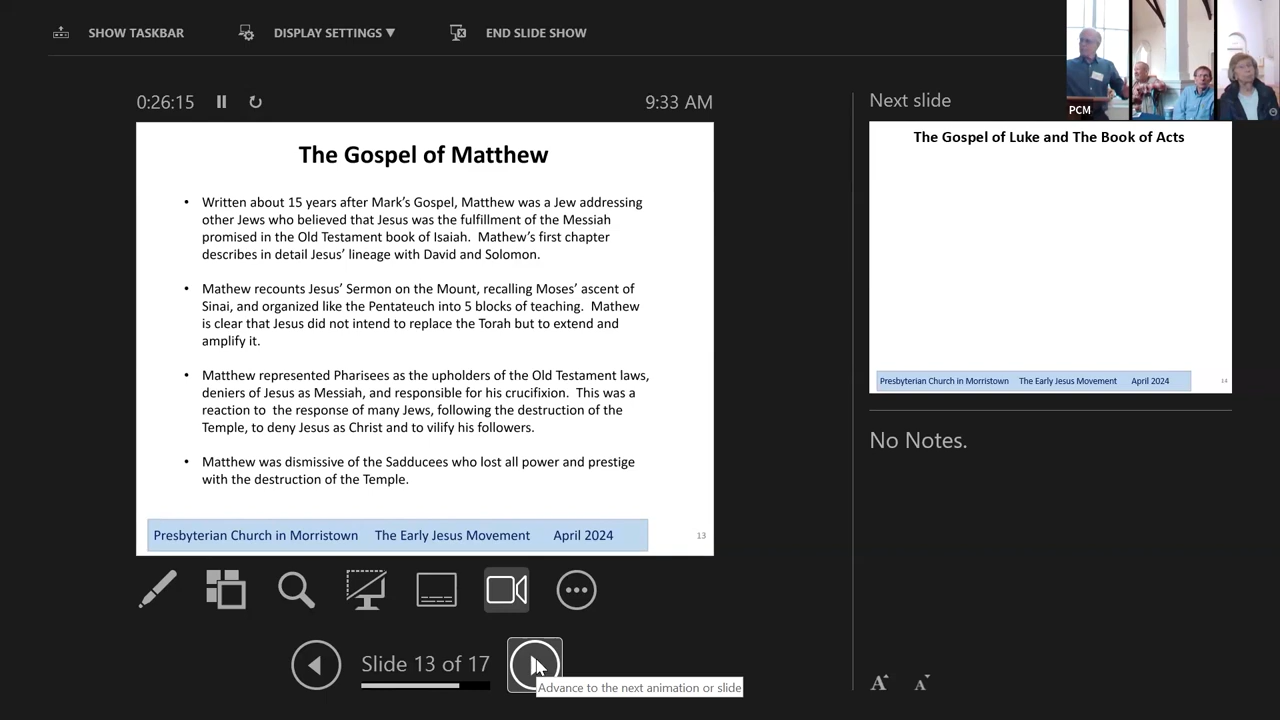 SHOW TASKBAR
DISPLAY SETTINGS ▼
END SLIDE SHOW
PCM
0:26:15
9:33 AM
The Gospel of Matthew
• Written about 15 years after Mark's Gospel, Matthew was a Jew addressing
other Jews who believed that Jesus was the fulfillment of the Messiah
promised in the Old Testament book of Isaiah.  Mathew's first chapter
describes in detail Jesus' lineage with David and Solomon.
• Mathew recounts Jesus' Sermon on the Mount, recalling Moses' ascent of
Sinai, and organized like the Pentateuch into 5 blocks of teaching.  Mathew
is clear that Jesus did not intend to replace the Torah but to extend and
amplify it.
• Matthew represented Pharisees as the upholders of the Old Testament laws,
deniers of Jesus as Messiah, and responsible for his crucifixion.  This was a
reaction to  the response of many Jews, following the destruction of the
Temple, to deny Jesus as Christ and to vilify his followers.
• Matthew was dismissive of the Sadducees who lost all power and prestige
with the destruction of the Temple.
Presbyterian Church in Morristown    The Early Jesus Movement    April 2024
13
Slide 13 of 17
Advance to the next animation or slide
Next slide
The Gospel of Luke and The Book of Acts
Presbyterian Church in Morristown    The Early Jesus Movement    April 2024
14
No Notes.
A A